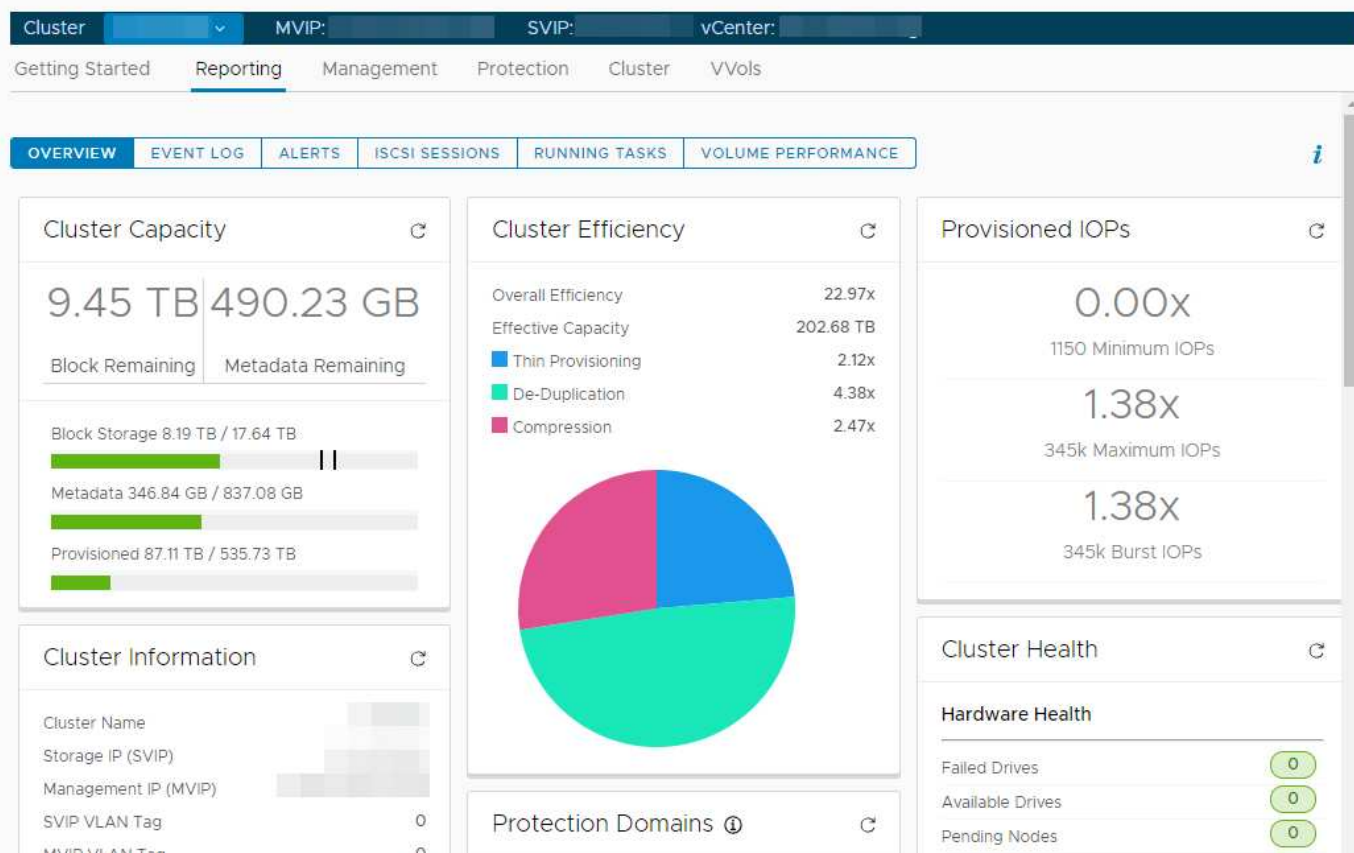 Cluster MVIP: SVIP: vCenter:
Getting Started Reporting Management Protection Cluster VVols
OVERVIEW EVENT LOG ALERTS ISCSI SESSIONS RUNNING TASKS VOLUME PERFORMANCE i
Cluster Capacity
9.45 TB 490.23 GB
Block Remaining Metadata Remaining
Block Storage 8.19 TB / 17.64 TB
Metadata 346.84 GB / 837.08 GB
Provisioned 87.11 TB / 535.73 TB
Cluster Efficiency
Overall Efficiency 22.97x
Effective Capacity 202.68 TB
Thin Provisioning 2.12x
De-Duplication 4.38x
Compression 2.47x
Provisioned IOPs
0.00x
1150 Minimum IOPs
1.38x
345k Maximum IOPs
1.38x
345k Burst IOPs
Cluster Information
Cluster Name
Storage IP (SVIP)
Management IP (MVIP)
SVIP VLAN Tag 0
MVIP VLAN Tag 0
Protection Domains
Cluster Health
Hardware Health
Failed Drives 0
Available Drives 0
Pending Nodes 0